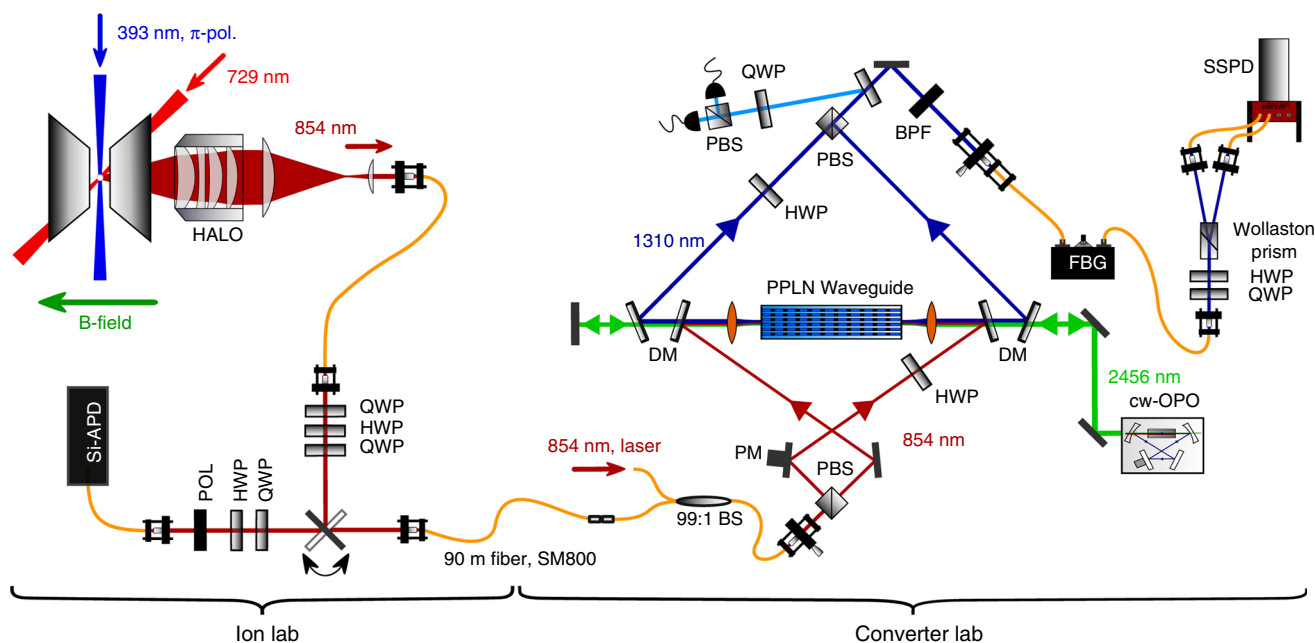 393 nm, π-pol.
729 nm
854 nm
HALO
B-field
QWP
HWP
QWP
Si-APD
POL
HWP
QWP
90 m fiber, SM800
854 nm, laser
99:1 BS
PM
PBS
854 nm
HWP
DM
DM
PPLN Waveguide
1310 nm
HWP
PBS
QWP
PBS
BPF
FBG
SSPD
Wollaston
prism
HWP
QWP
2456 nm
cw-OPO
Ion lab
Converter lab